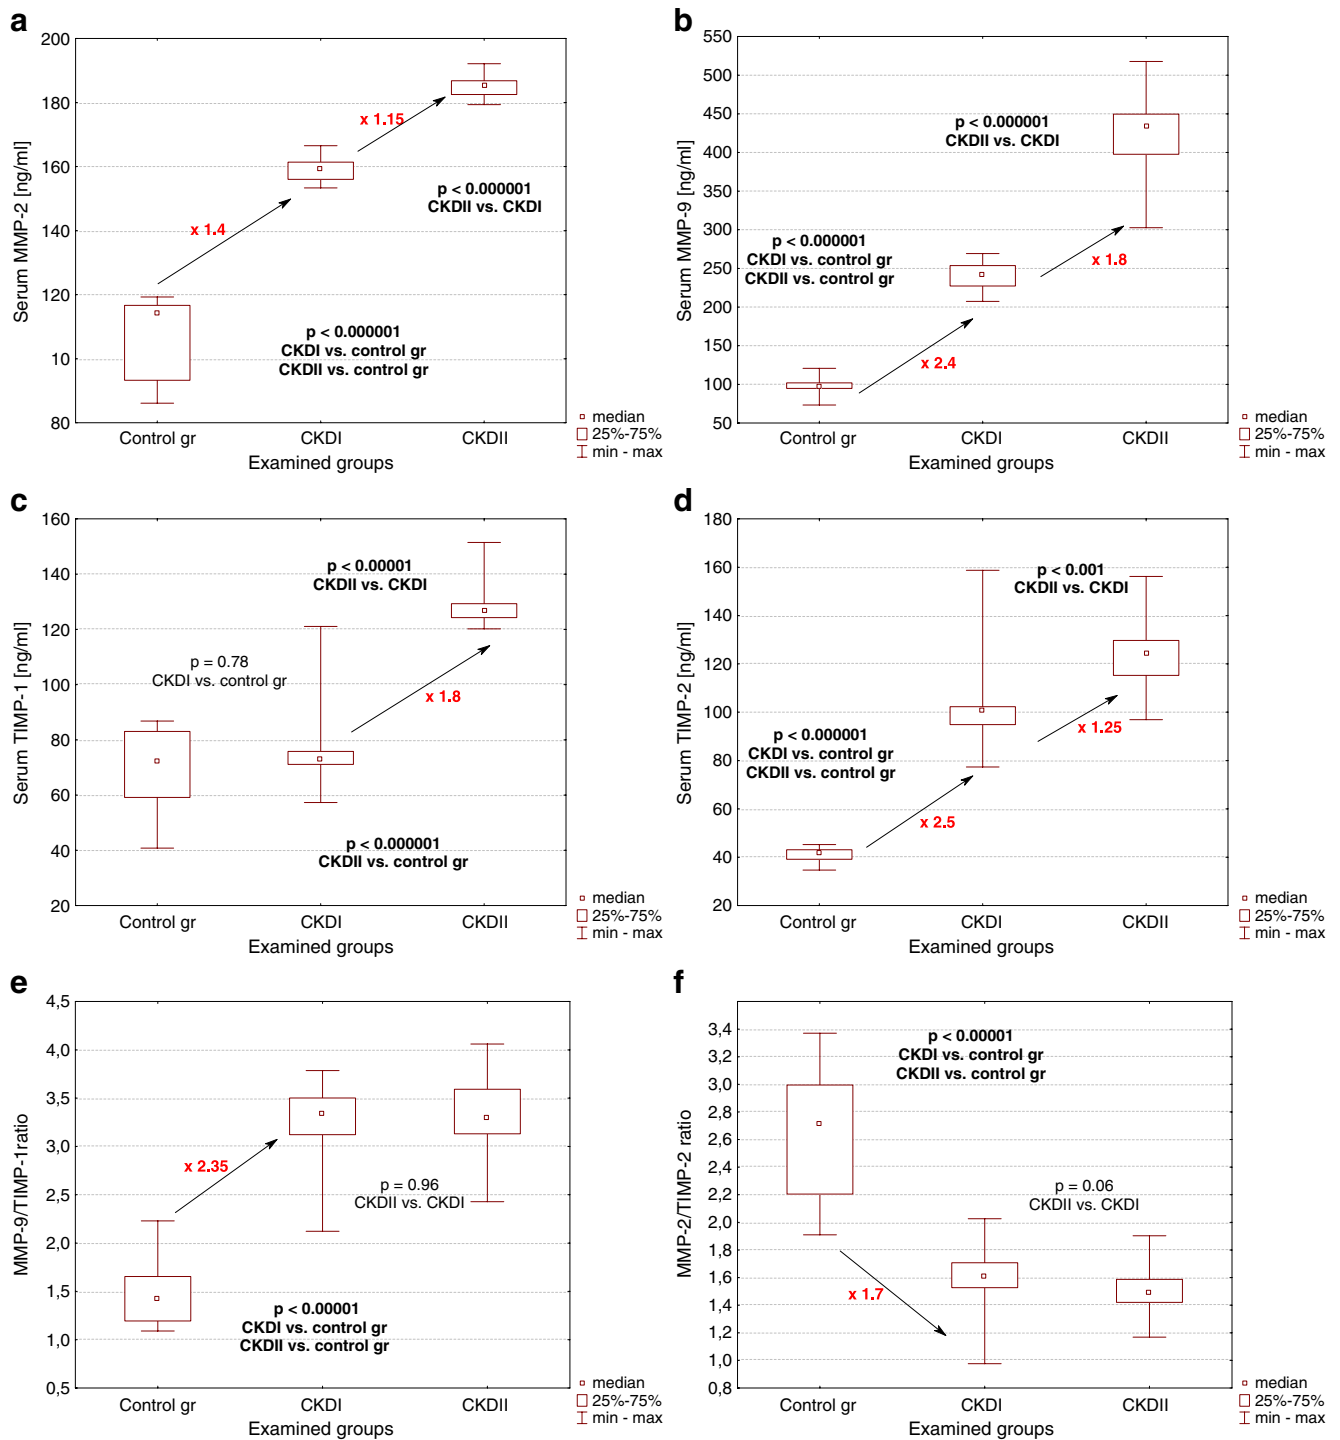 a
200
180
160
140
120
10
80
Serum MMP-2 [ng/ml]
x 1.4
x 1.15
p < 0.000001
CKDII vs. CKDI
p < 0.000001
CKDI vs. control gr
CKDII vs. control gr
Control gr
CKDI
CKDII
Examined groups
median
25%-75%
min - max
b
550
500
450
400
350
300
250
200
150
100
50
Serum MMP-9 [ng/ml]
p < 0.000001
CKDII vs. CKDI
p < 0.000001
CKDI vs. control gr
CKDII vs. control gr
x 1.8
x 2.4
Control gr
CKDI
CKDII
Examined groups
median
25%-75%
min - max
c
160
140
120
100
80
60
40
20
Serum TIMP-1 [ng/ml]
p < 0.00001
CKDII vs. CKDI
p = 0.78
CKDI vs. control gr
x 1.8
p < 0.000001
CKDII vs. control gr
Control gr
CKDI
CKDII
Examined groups
median
25%-75%
min - max
d
180
160
140
120
100
80
60
40
20
Serum TIMP-2 [ng/ml]
p < 0.001
CKDII vs. CKDI
p < 0.000001
CKDI vs. control gr
CKDII vs. control gr
x 1.25
x 2.5
Control gr
CKDI
CKDII
Examined groups
median
25%-75%
min - max
e
4,5
4,0
3,5
3,0
2,5
2,0
1,5
1,0
0,5
MMP-9/TIMP-1ratio
x 2.35
p = 0.96
CKDII vs. CKDI
p < 0.00001
CKDI vs. control gr
CKDII vs. control gr
Control gr
CKDI
CKDII
Examined groups
median
25%-75%
min - max
f
3,4
3,2
3,0
2,8
2,6
2,4
2,2
2,0
1,8
1,6
1,4
1,2
1,0
0,8
MMP-2/TIMP-2 ratio
p < 0.00001
CKDI vs. control gr
CKDII vs. control gr
p = 0.06
CKDII vs. CKDI
x 1.7
Control gr
CKDI
CKDII
Examined groups
median
25%-75%
min - max